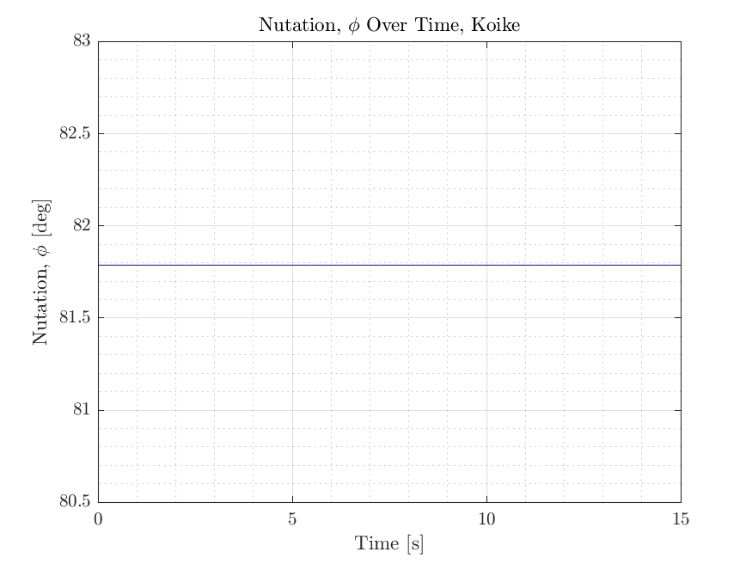 Nutation, ϕ Over Time, Koike
83
82.5
82
81.5
81
80.5
Nutation, ϕ [deg]
0 5 10 15
Time [s]